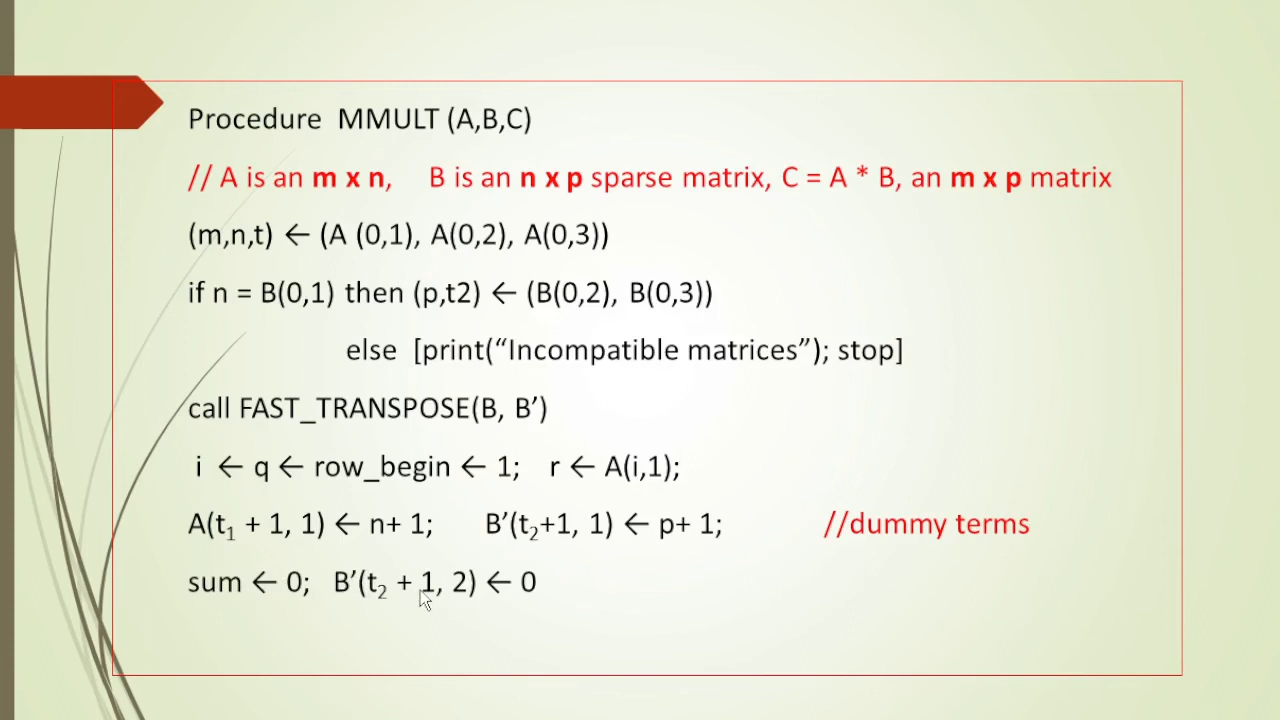 Procedure MMULT (A,B,C)
// A is an m x n, B is an n x p sparse matrix, C = A * B, an m x p matrix
(m,n,t) ← (A (0,1), A(0,2), A(0,3))
if n = B(0,1) then (p,t2) ← (B(0,2), B(0,3))
else [print(“Incompatible matrices”); stop]
call FAST_TRANSPOSE(B, B’)
i ← q ← row_begin ← 1; r ← A(i,1);
A(t₁ + 1, 1) ← n+ 1; B’(t₂+1, 1) ← p+ 1; //dummy terms
sum ← 0; B’(t₂ + 1, 2) ← 0